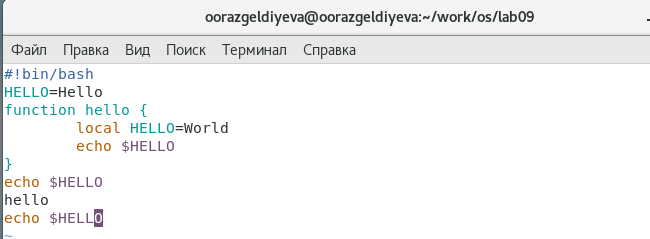 oorazgeldiyeva@oorazgeldiyeva:~/work/os/lab09
Файл Правка Вид Поиск Терминал Справка
#!bin/bash
HELLO=Hello
function hello {
        local HELLO=World
        echo $HELLO
}
echo $HELLO
hello
echo $HELLO
~